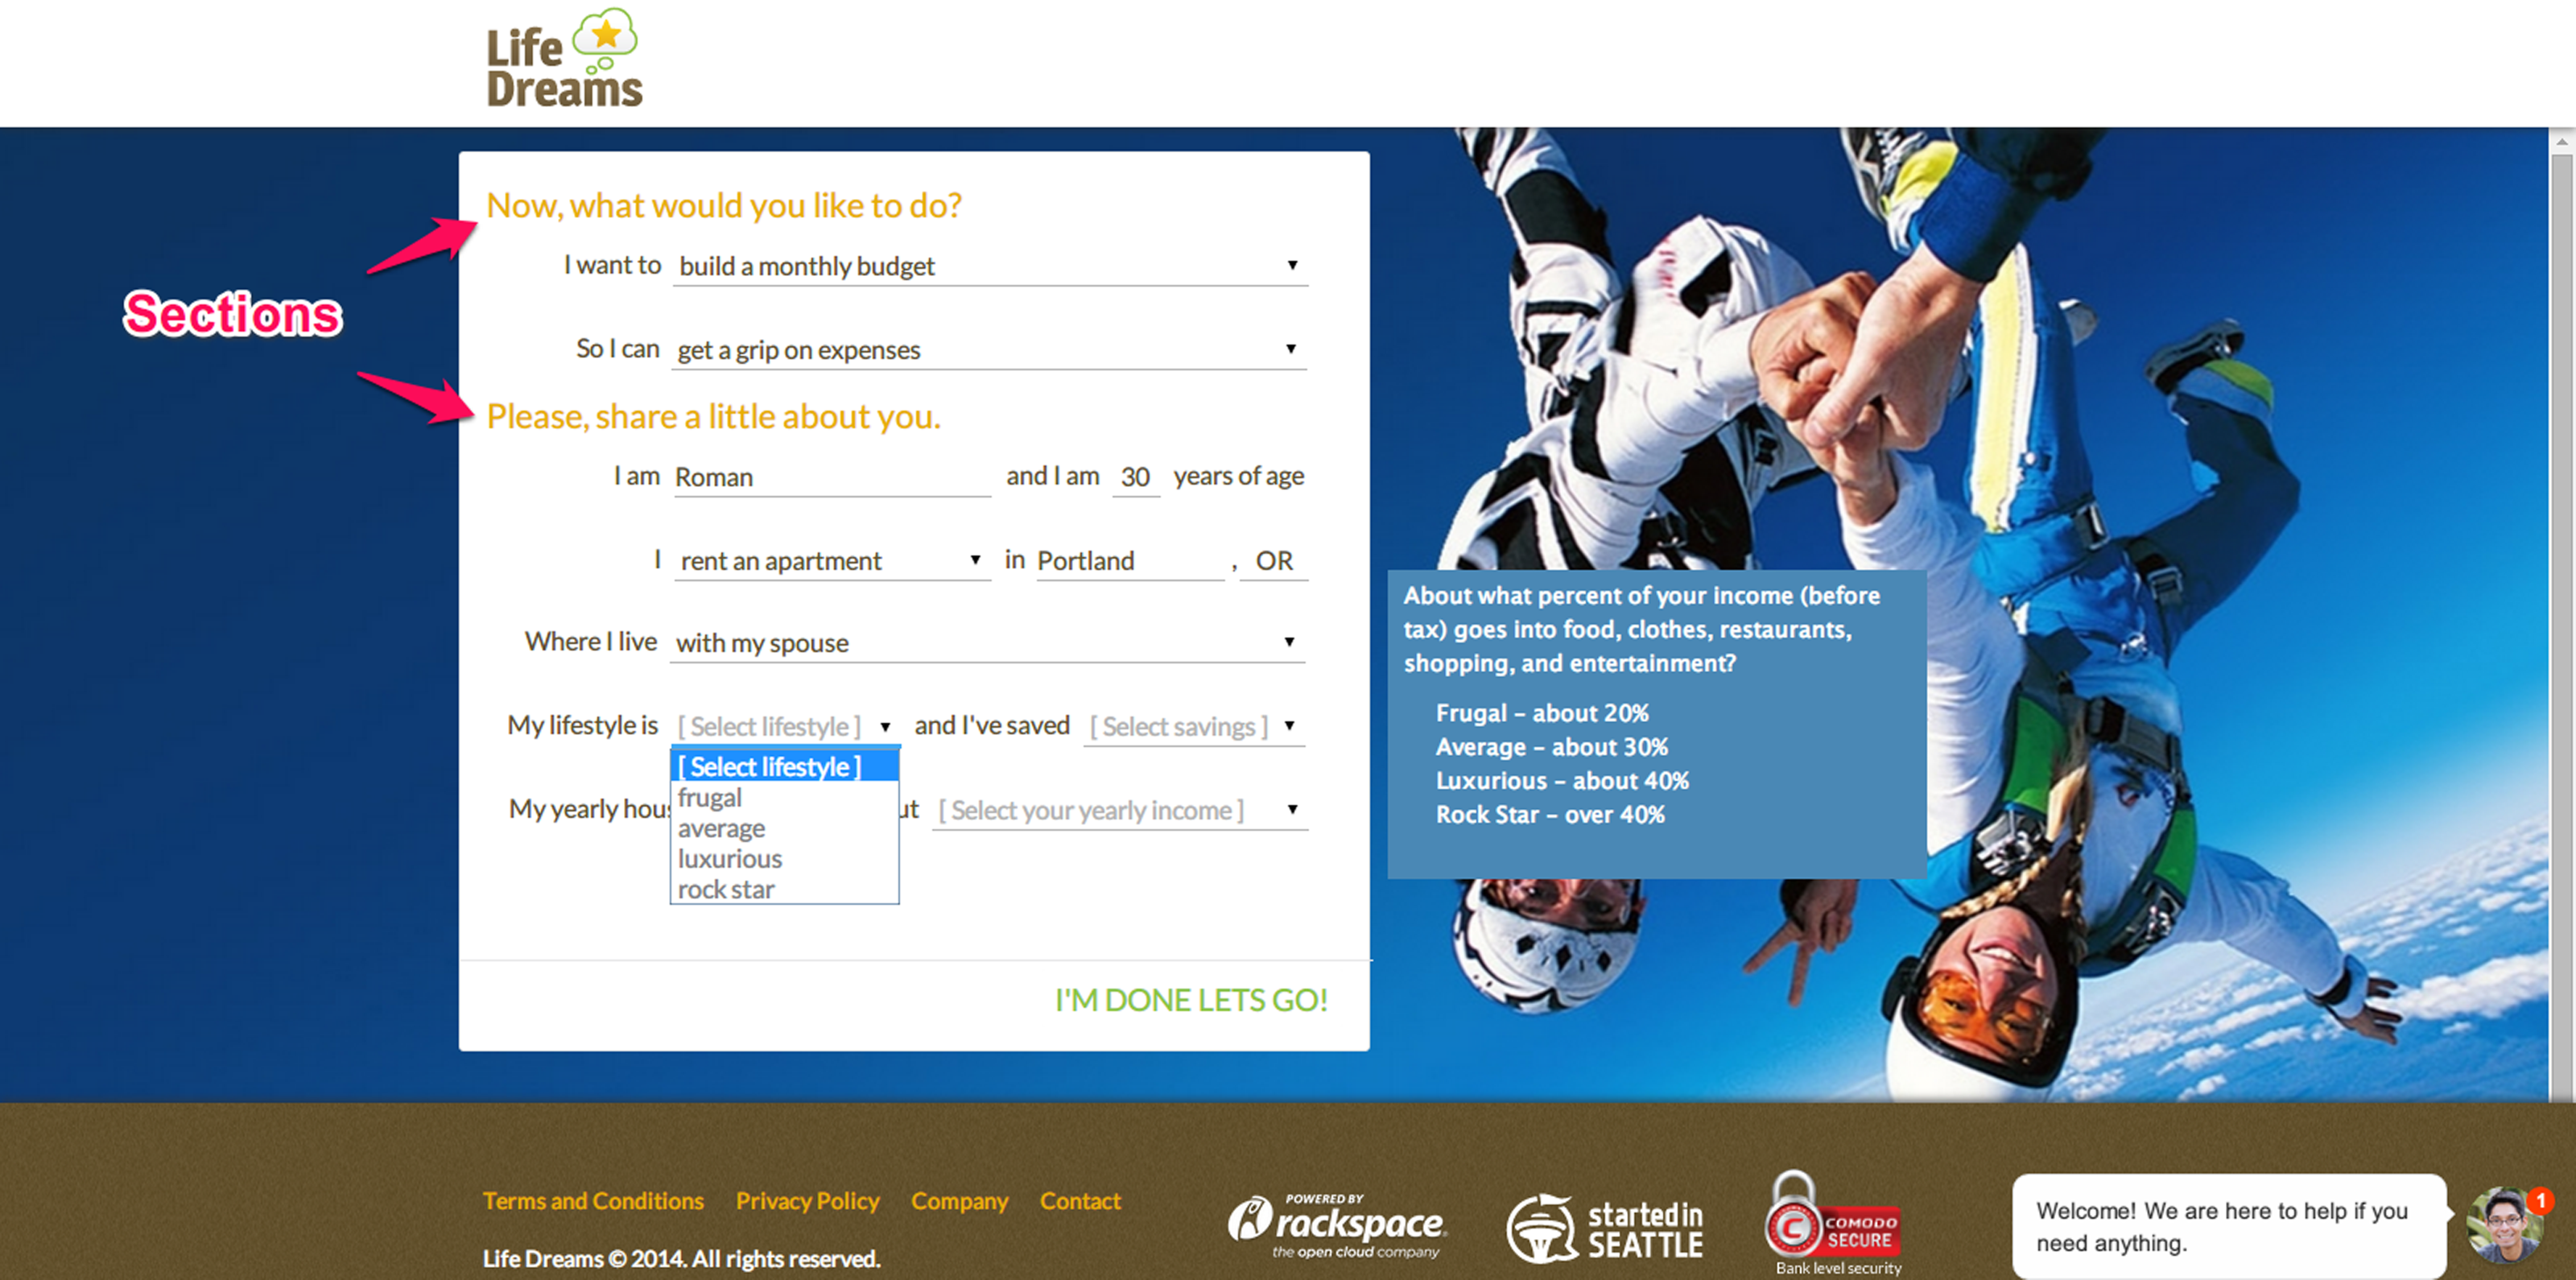 Life
Dreams
Now, what would you like to do?
I want to build a monthly budget
Sections
So I can get a grip on expenses
Please, share a little about you.
I am Roman and I am 30 years of age
I rent an apartment in Portland , OR
Where I live with my spouse
My lifestyle is [ Select lifestyle ] and I've saved [ Select savings ]
[ Select lifestyle ]
frugal
average
luxurious
rock star
My yearly hou ut [ Select your yearly income ]
About what percent of your income (before
tax) goes into food, clothes, restaurants,
shopping, and entertainment?
Frugal – about 20%
Average – about 30%
Luxurious – about 40%
Rock Star – over 40%
I'M DONE LETS GO!
Terms and Conditions Privacy Policy Company Contact
Life Dreams © 2014. All rights reserved.
POWERED BY
rackspace.
the open cloud company
started in
SEATTLE
C COMODO
SECURE
Bank level security
Welcome! We are here to help if you
need anything.
1